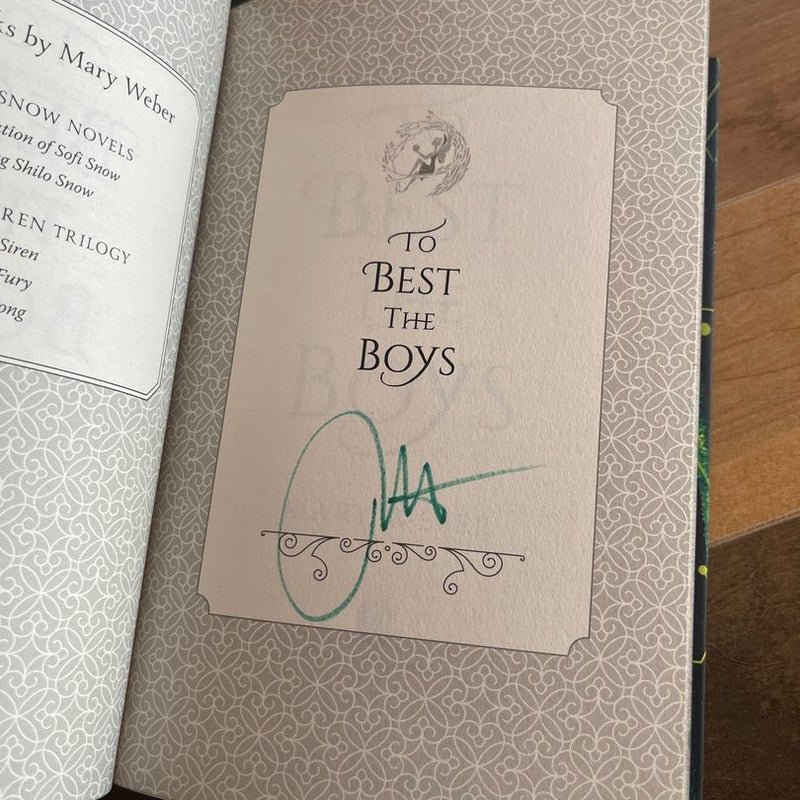 ks by Mary Weber
SNOW NOVELS
ation of Sofi Snow
g Shilo Snow
REN TRILOGY
Siren
Fury
ong
TO
BEST
THE
BOYS